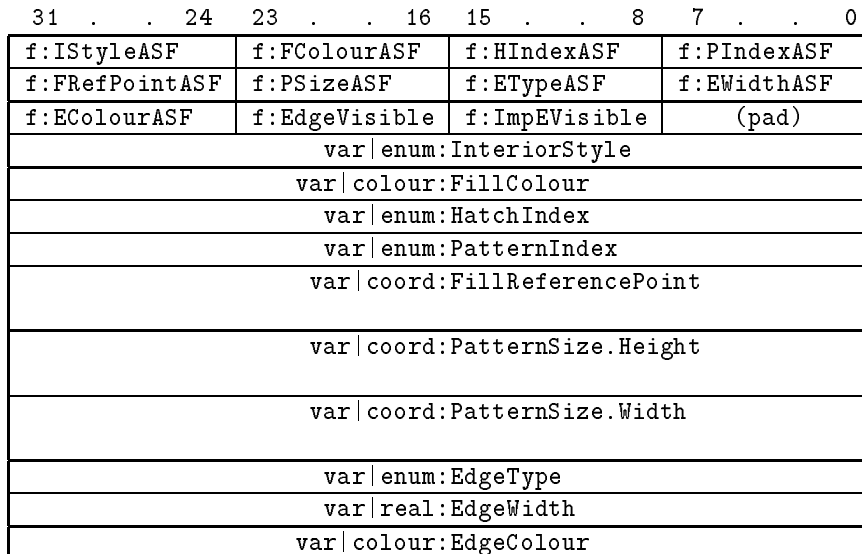 31 . . 24 23 . . 16 15 . . 8 7 . . 0
f:IStyleASF f:FColourASF f:HIndexASF f:PIndexASF
f:FRefPointASF f:PSizeASF f:ETypeASF f:EWidthASF
f:EColourASF f:EdgeVisible f:ImpEVisible (pad)
var|enum:InteriorStyle
var|colour:FillColour
var|enum:HatchIndex
var|enum:PatternIndex
var|coord:FillReferencePoint
var|coord:PatternSize.Height
var|coord:PatternSize.Width
var|enum:EdgeType
var|real:EdgeWidth
var|colour:EdgeColour